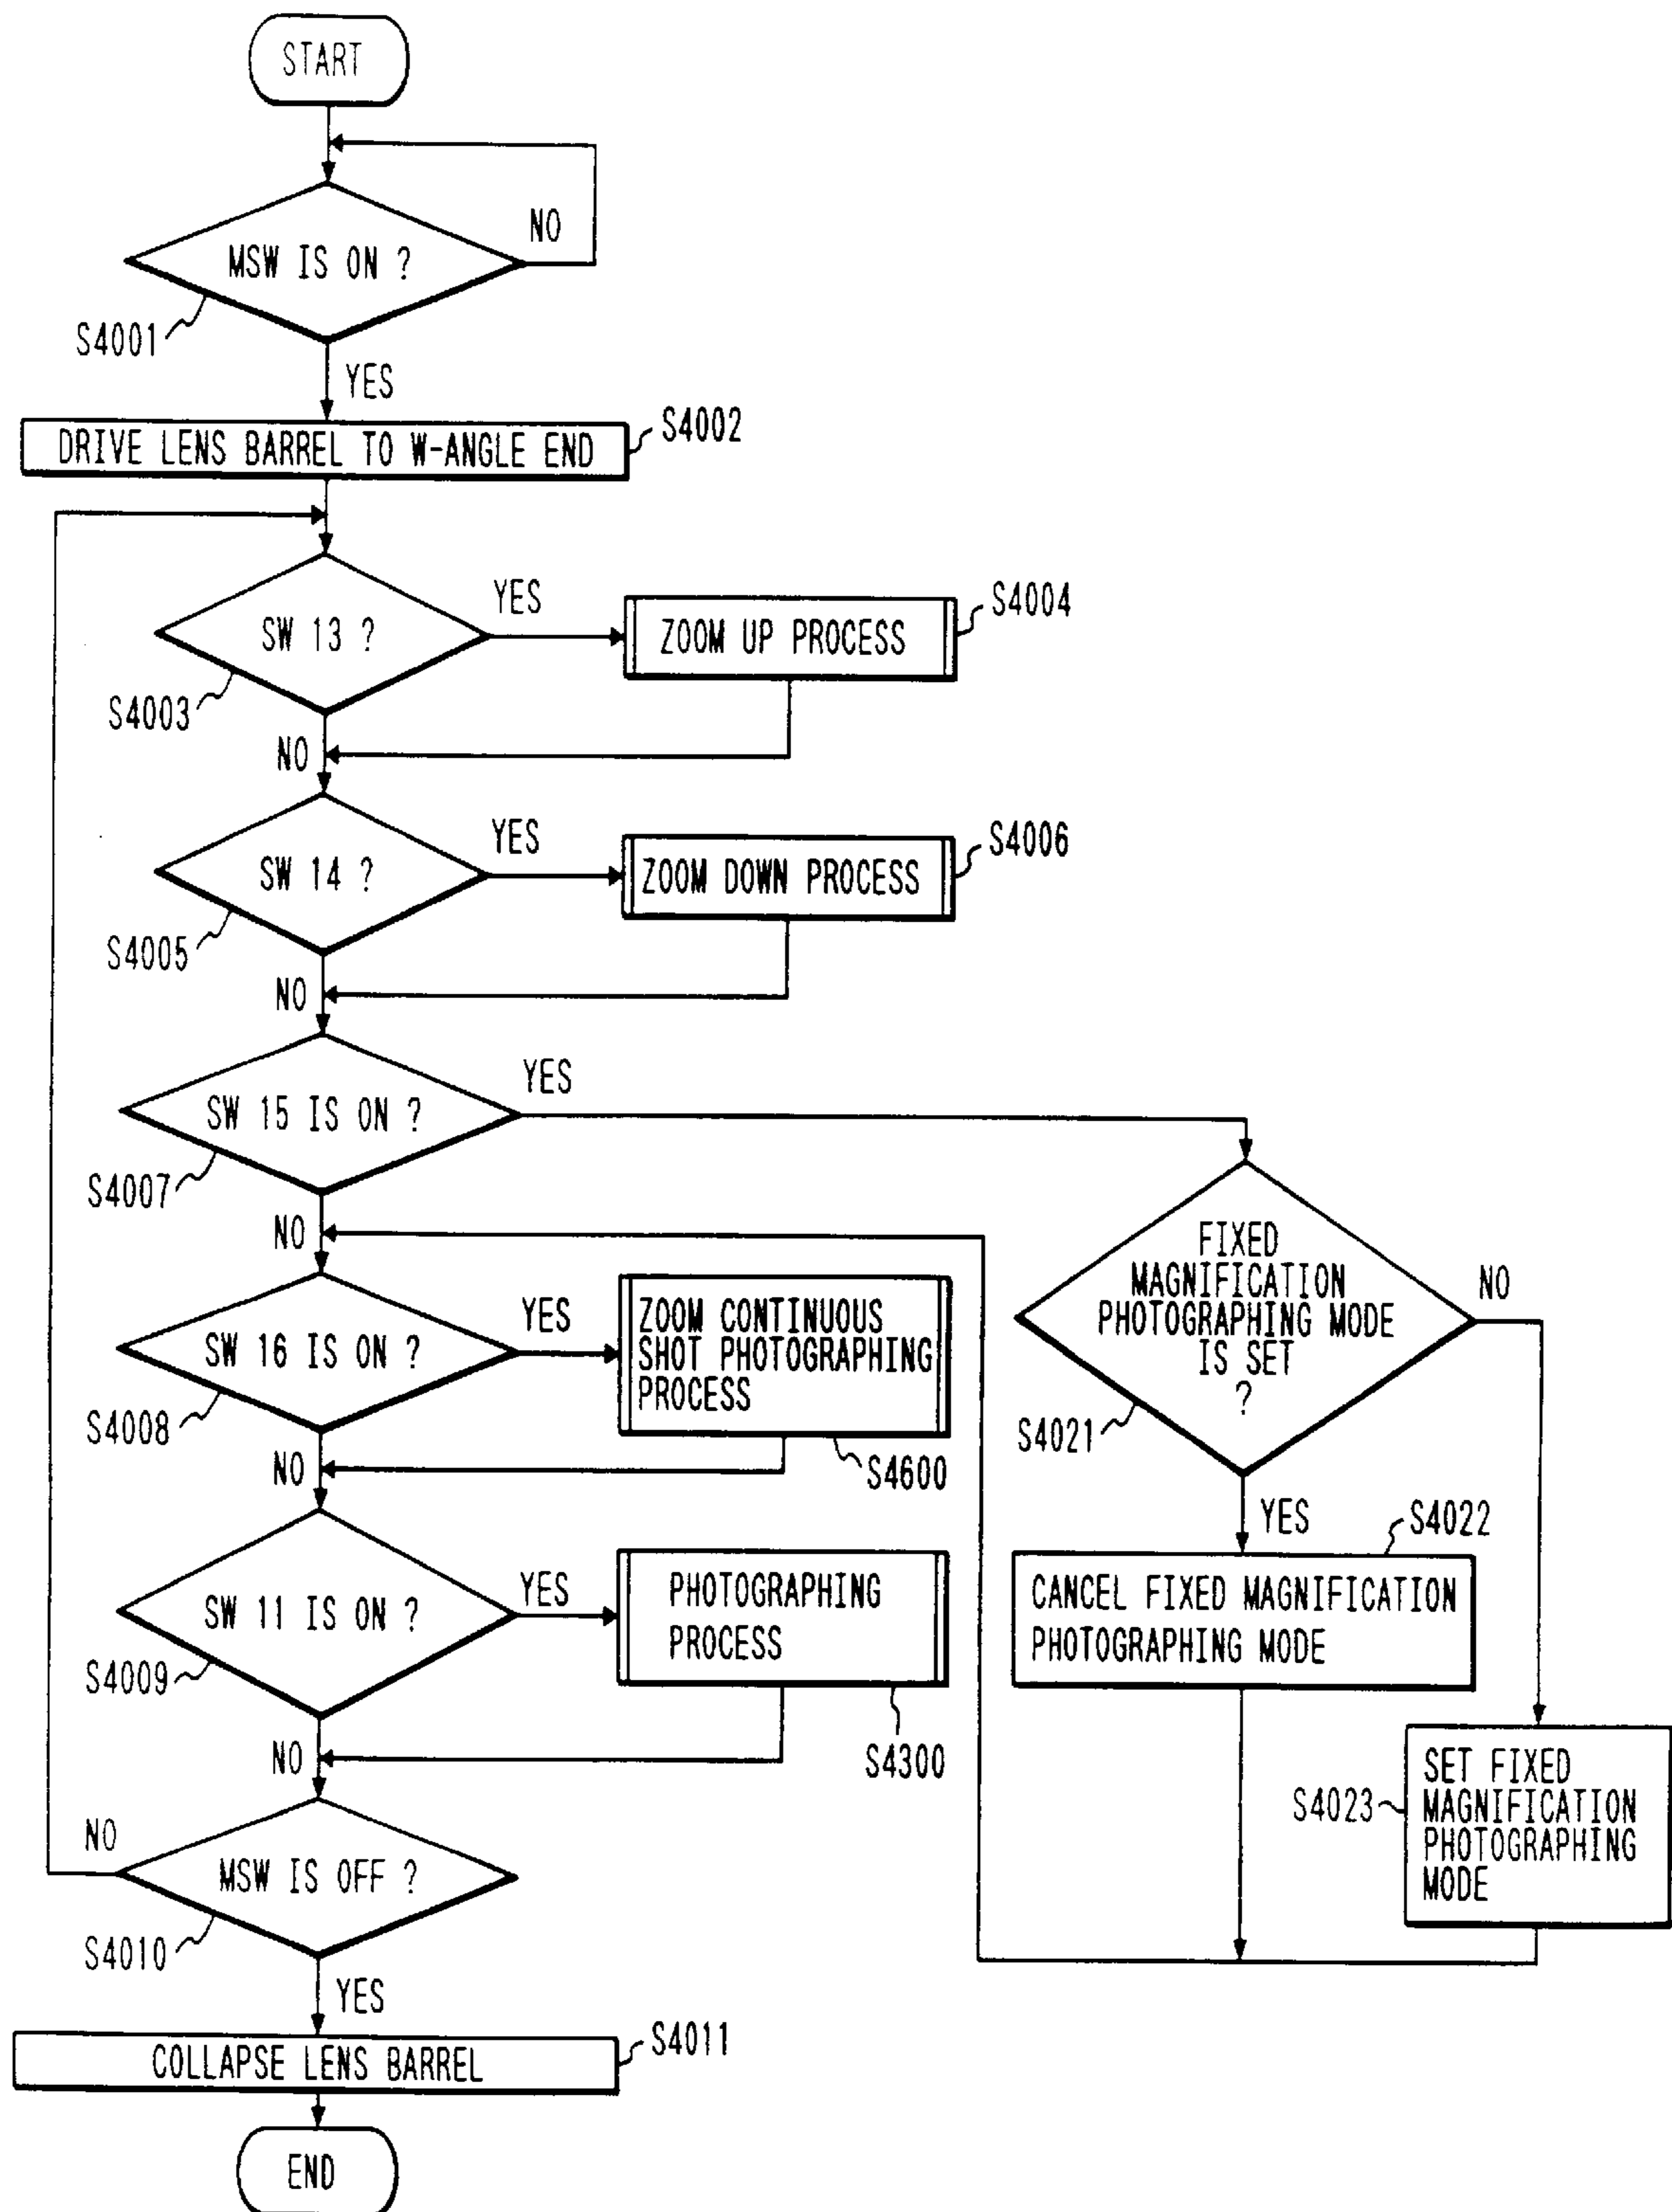 START
MSW IS ON ?
NO
S4001
YES
DRIVE LENS BARREL TO W-ANGLE END
S4002
SW 13 ?
YES
ZOOM UP PROCESS
S4004
S4003
NO
SW 14 ?
YES
ZOOM DOWN PROCESS
S4006
S4005
NO
SW 15 IS ON ?
YES
S4007
NO
FIXED
MAGNIFICATION
PHOTOGRAPHING MODE
IS SET
?
NO
S4021
YES
SW 16 IS ON ?
YES
ZOOM CONTINUOUS
SHOT PHOTOGRAPHING
PROCESS
S4008
S4600
NO
S4022
CANCEL FIXED MAGNIFICATION
PHOTOGRAPHING MODE
SW 11 IS ON ?
YES
PHOTOGRAPHING
PROCESS
S4009
S4300
NO
S4023
SET FIXED
MAGNIFICATION
PHOTOGRAPHING
MODE
MSW IS OFF ?
NO
S4010
YES
COLLAPSE LENS BARREL
S4011
END